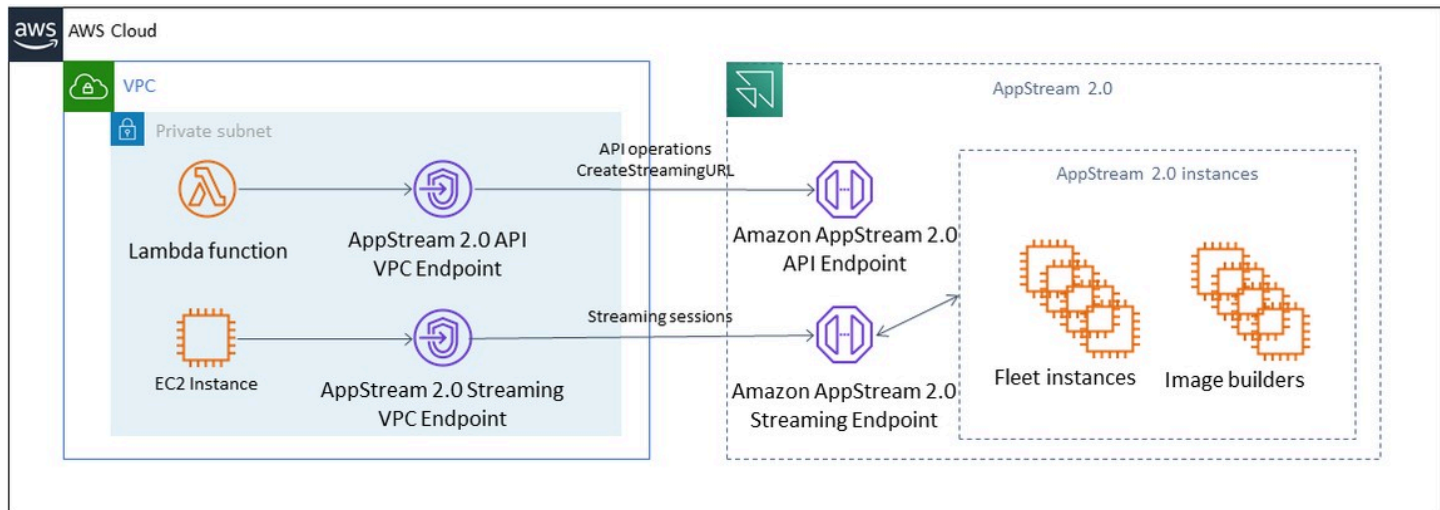 aws
AWS Cloud
VPC
AppStream 2.0
Private subnet
API operations
CreateStreamingURL
AppStream 2.0 instances
Lambda function
AppStream 2.0 API
VPC Endpoint
Amazon AppStream 2.0
API Endpoint
Streaming sessions
EC2 Instance
AppStream 2.0 Streaming
VPC Endpoint
Amazon AppStream 2.0
Streaming Endpoint
Fleet instances
Image builders